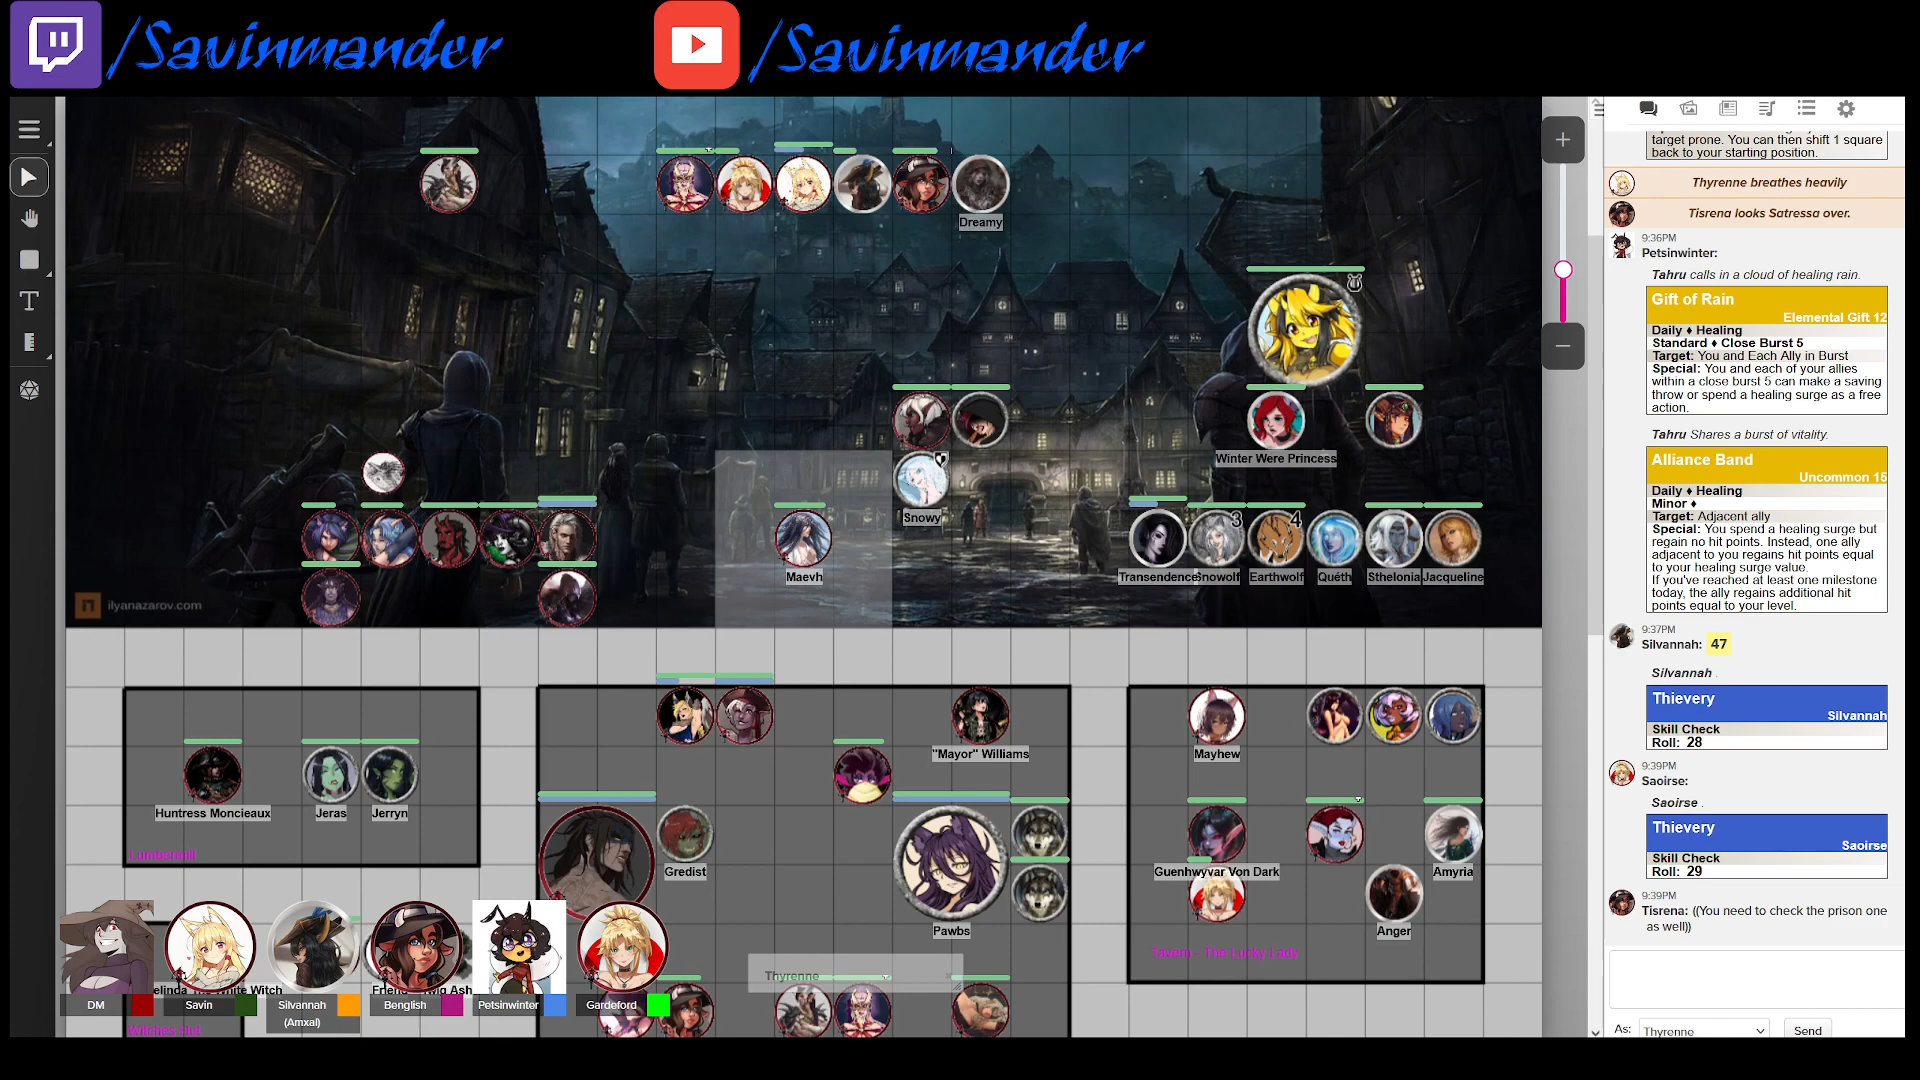 /Savinmander
/Savinmander
target prone. You can then shift 1 square
back to your starting position.
Thyrenne breathes heavily
Tisrena looks Satressa over.
9:36PM
Petsinwinter:
Tahru calls in a cloud of healing rain.
Gift of Rain
Elemental Gift 12
Daily ♦ Healing
Standard ♦ Close Burst 5
Target: You and Each Ally in Burst
Special: You and each of your allies
within a close burst 5 can make a saving
throw or spend a healing surge as a free
action.
Tahru Shares a burst of vitality.
Alliance Band
Uncommon 15
Daily ♦ Healing
Minor ♦
Target: Adjacent ally
Special: You spend a healing surge but
regain no hit points. Instead, one ally
adjacent to you regains hit points equal
to your healing surge value.
If you've reached at least one milestone
today, the ally regains additional hit
points equal to your level.
9:37PM
Silvannah: 47
Silvannah .
Thievery
Silvannah
Skill Check
Roll: 28
9:39PM
Saoirse:
Saoirse .
Thievery
Saoirse
Skill Check
Roll: 29
9:39PM
Tisrena: ((You need to check the prison one
as well))
As:
Thyrenne
Send
Dreamy
Winter Were Princess
Snowy
3
4
Maevh
Transendence
Snowolf
Earthwolf
Quéth
Sthelonia
Jacqueline
ilyanazarov.com
"Mayor" Williams
Mayhew
Huntress Moncieaux
Jeras
Jerryn
Lumbermill
Gredist
Guenhwyvar Von Dark
Amyria
Pawbs
Anger
Tavern - The Lucky Lady
Thyrenne
DM
Savin
Silvannah
(Amxal)
Benglish
Petsinwinter
Gardeford
Witches Hut